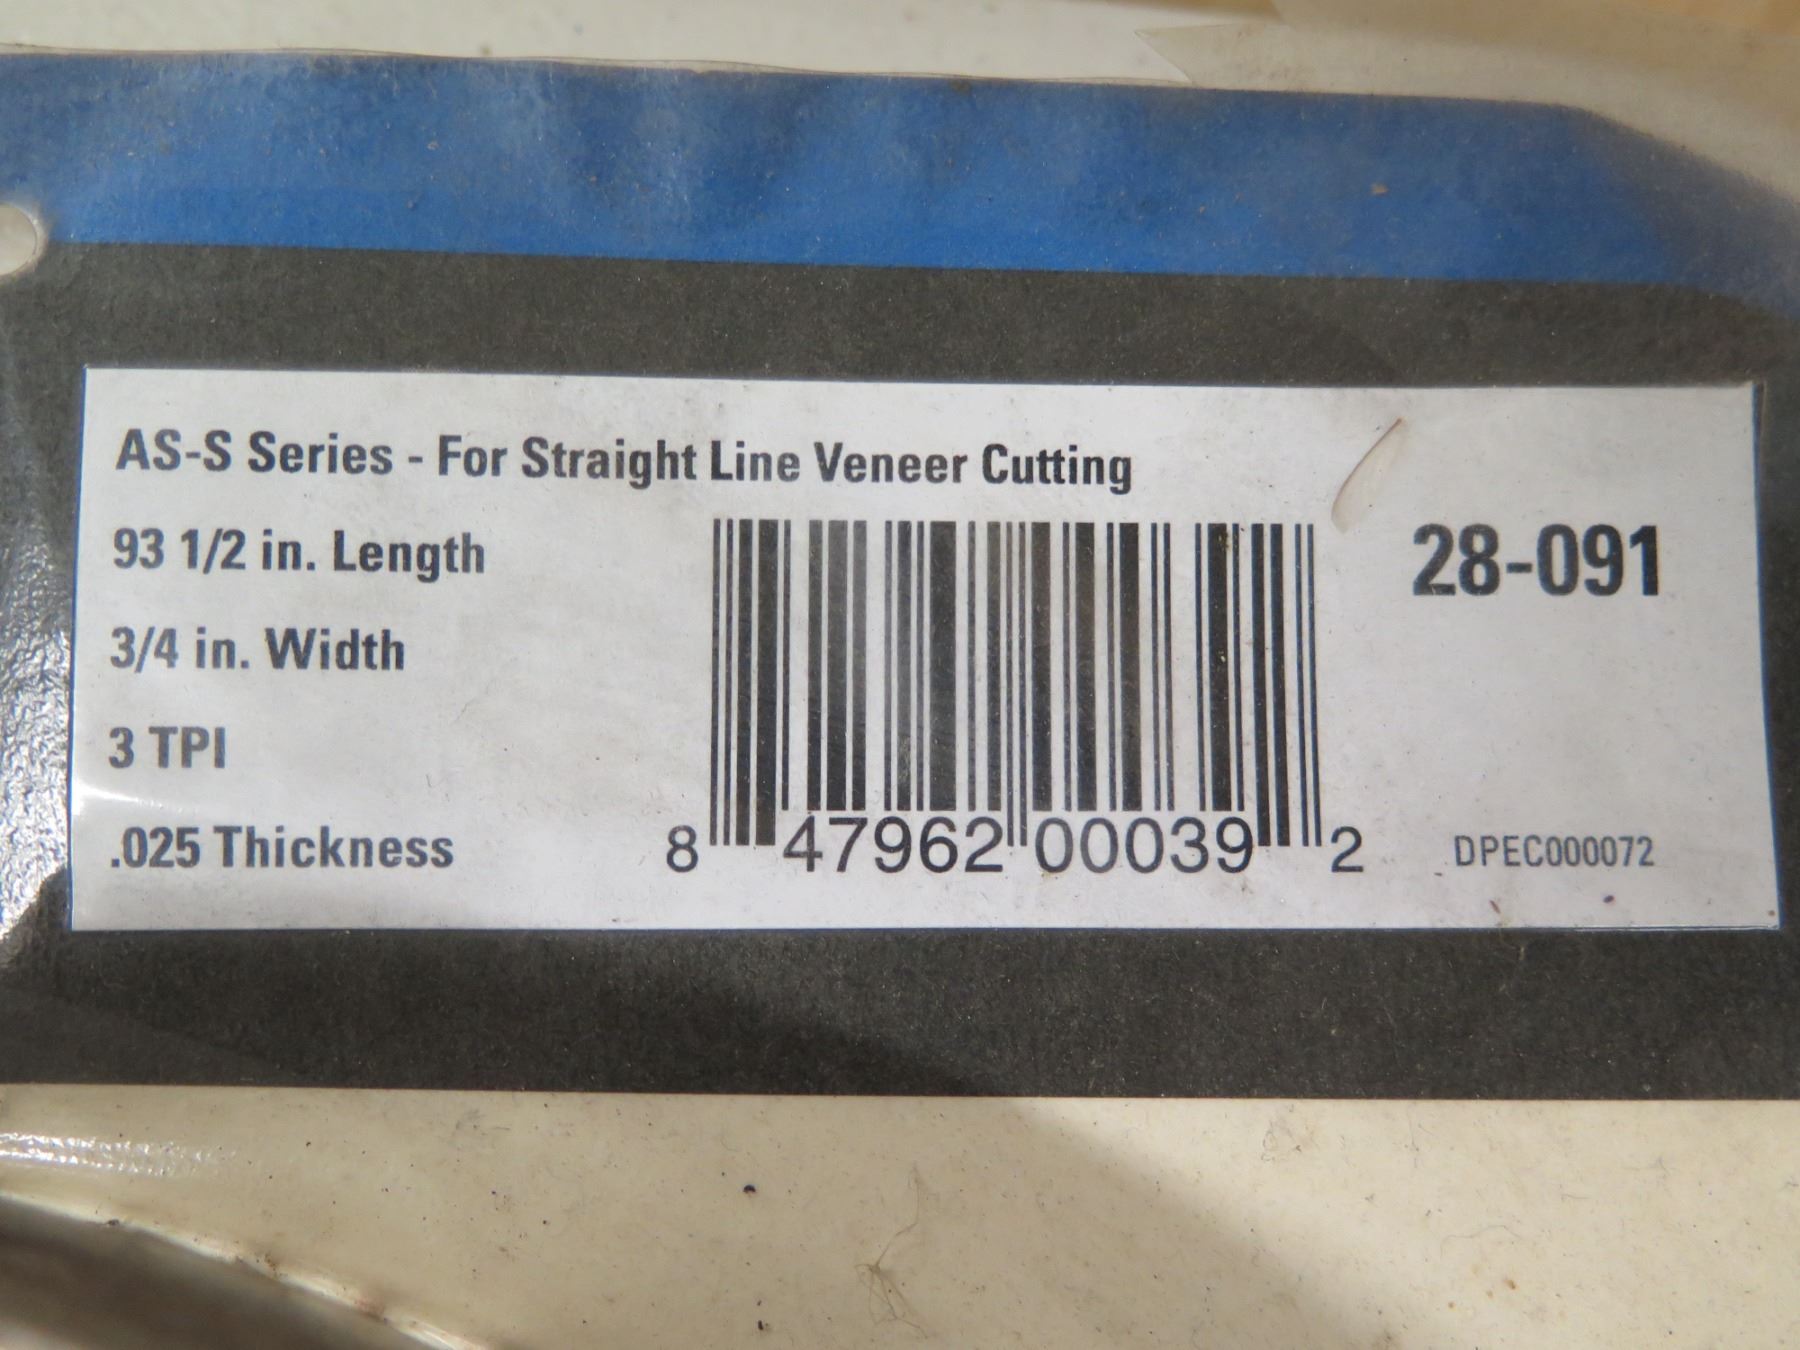 AS-S Series - For Straight Line Veneer Cutting
93 1/2 in. Length
28-091
3/4 in. Width
3 TPI
.025 Thickness
8 47962 00039 2
DPEC000072